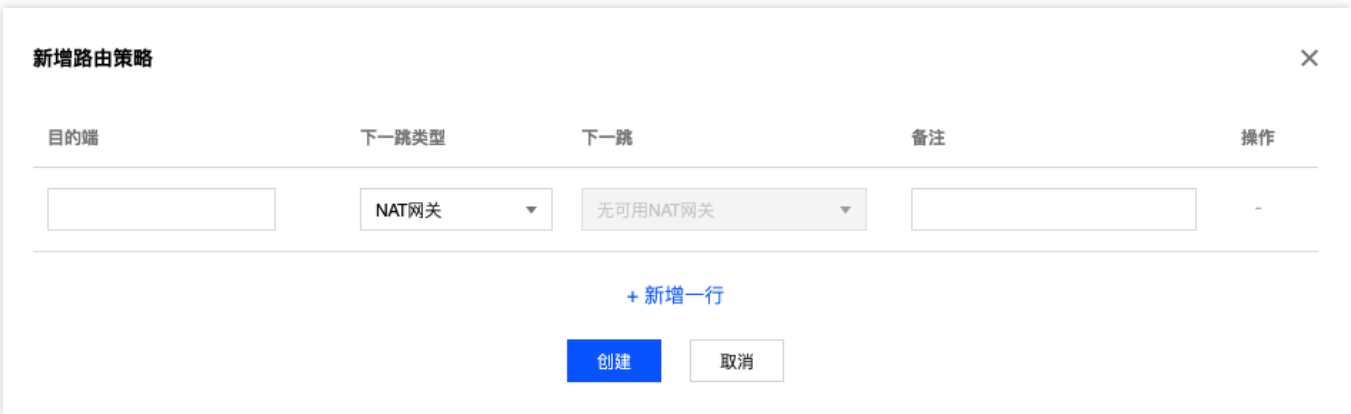 新增路由策略
目的端 下一跳类型 下一跳 备注 操作
NAT网关 无可用NAT网关 -
+ 新增一行
创建 取消